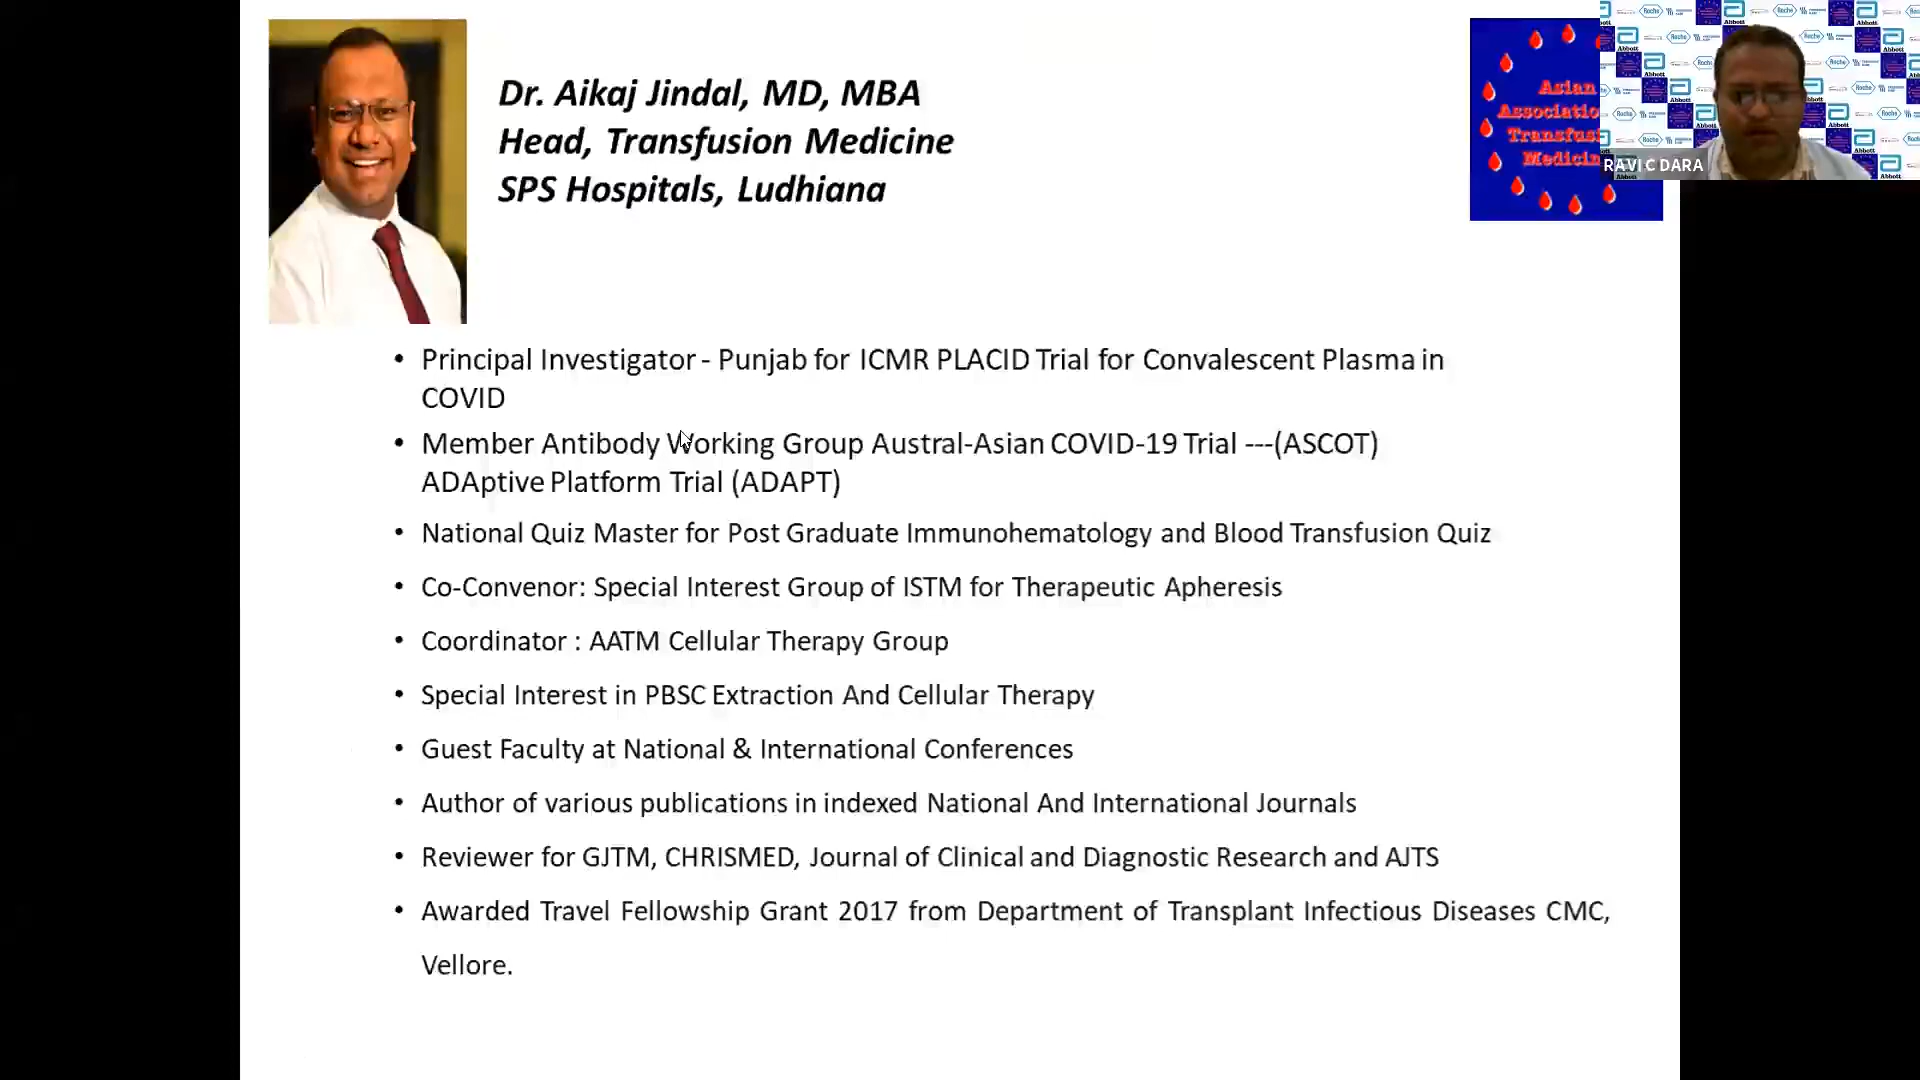 Dr. Aikaj Jindal, MD, MBA
Head, Transfusion Medicine
SPS Hospitals, Ludhiana
Asian
Associatio
Transfus
Medicin
RAVI C DARA
Roche
Abbott
• Principal Investigator - Punjab for ICMR PLACID Trial for Convalescent Plasma in
COVID
• Member Antibody Working Group Austral-Asian COVID-19 Trial ---(ASCOT)
ADAptive Platform Trial (ADAPT)
• National Quiz Master for Post Graduate Immunohematology and Blood Transfusion Quiz
• Co-Convenor: Special Interest Group of ISTM for Therapeutic Apheresis
• Coordinator : AATM Cellular Therapy Group
• Special Interest in PBSC Extraction And Cellular Therapy
• Guest Faculty at National & International Conferences
• Author of various publications in indexed National And International Journals
• Reviewer for GJTM, CHRISMED, Journal of Clinical and Diagnostic Research and AJTS
• Awarded Travel Fellowship Grant 2017 from Department of Transplant Infectious Diseases CMC,
Vellore.